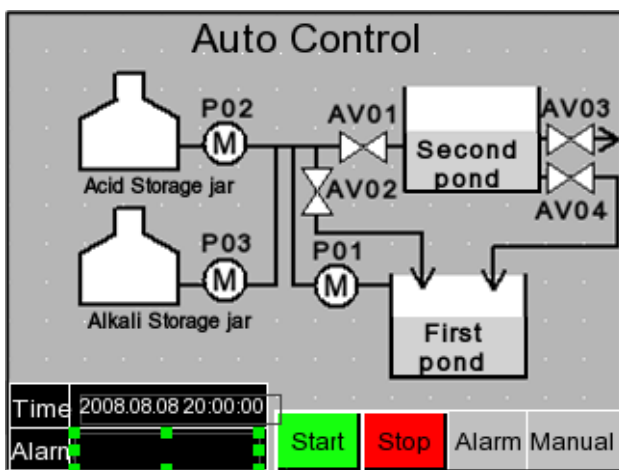 Auto Control
P02
AV01
AV03
M
Second
pond
Acid Storage jar
AV02
AV04
P03
P01
M
M
Alkali Storage jar
First
pond
Time 2008.08.08 20:00:00
Alarm
Start Stop Alarm Manual